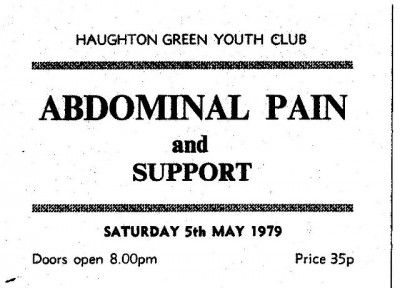 HAUGHTON GREEN YOUTH CLUB
ABDOMINAL PAIN
and
SUPPORT
SATURDAY 5th MAY 1979
Doors open 8.00pm
Price 35p